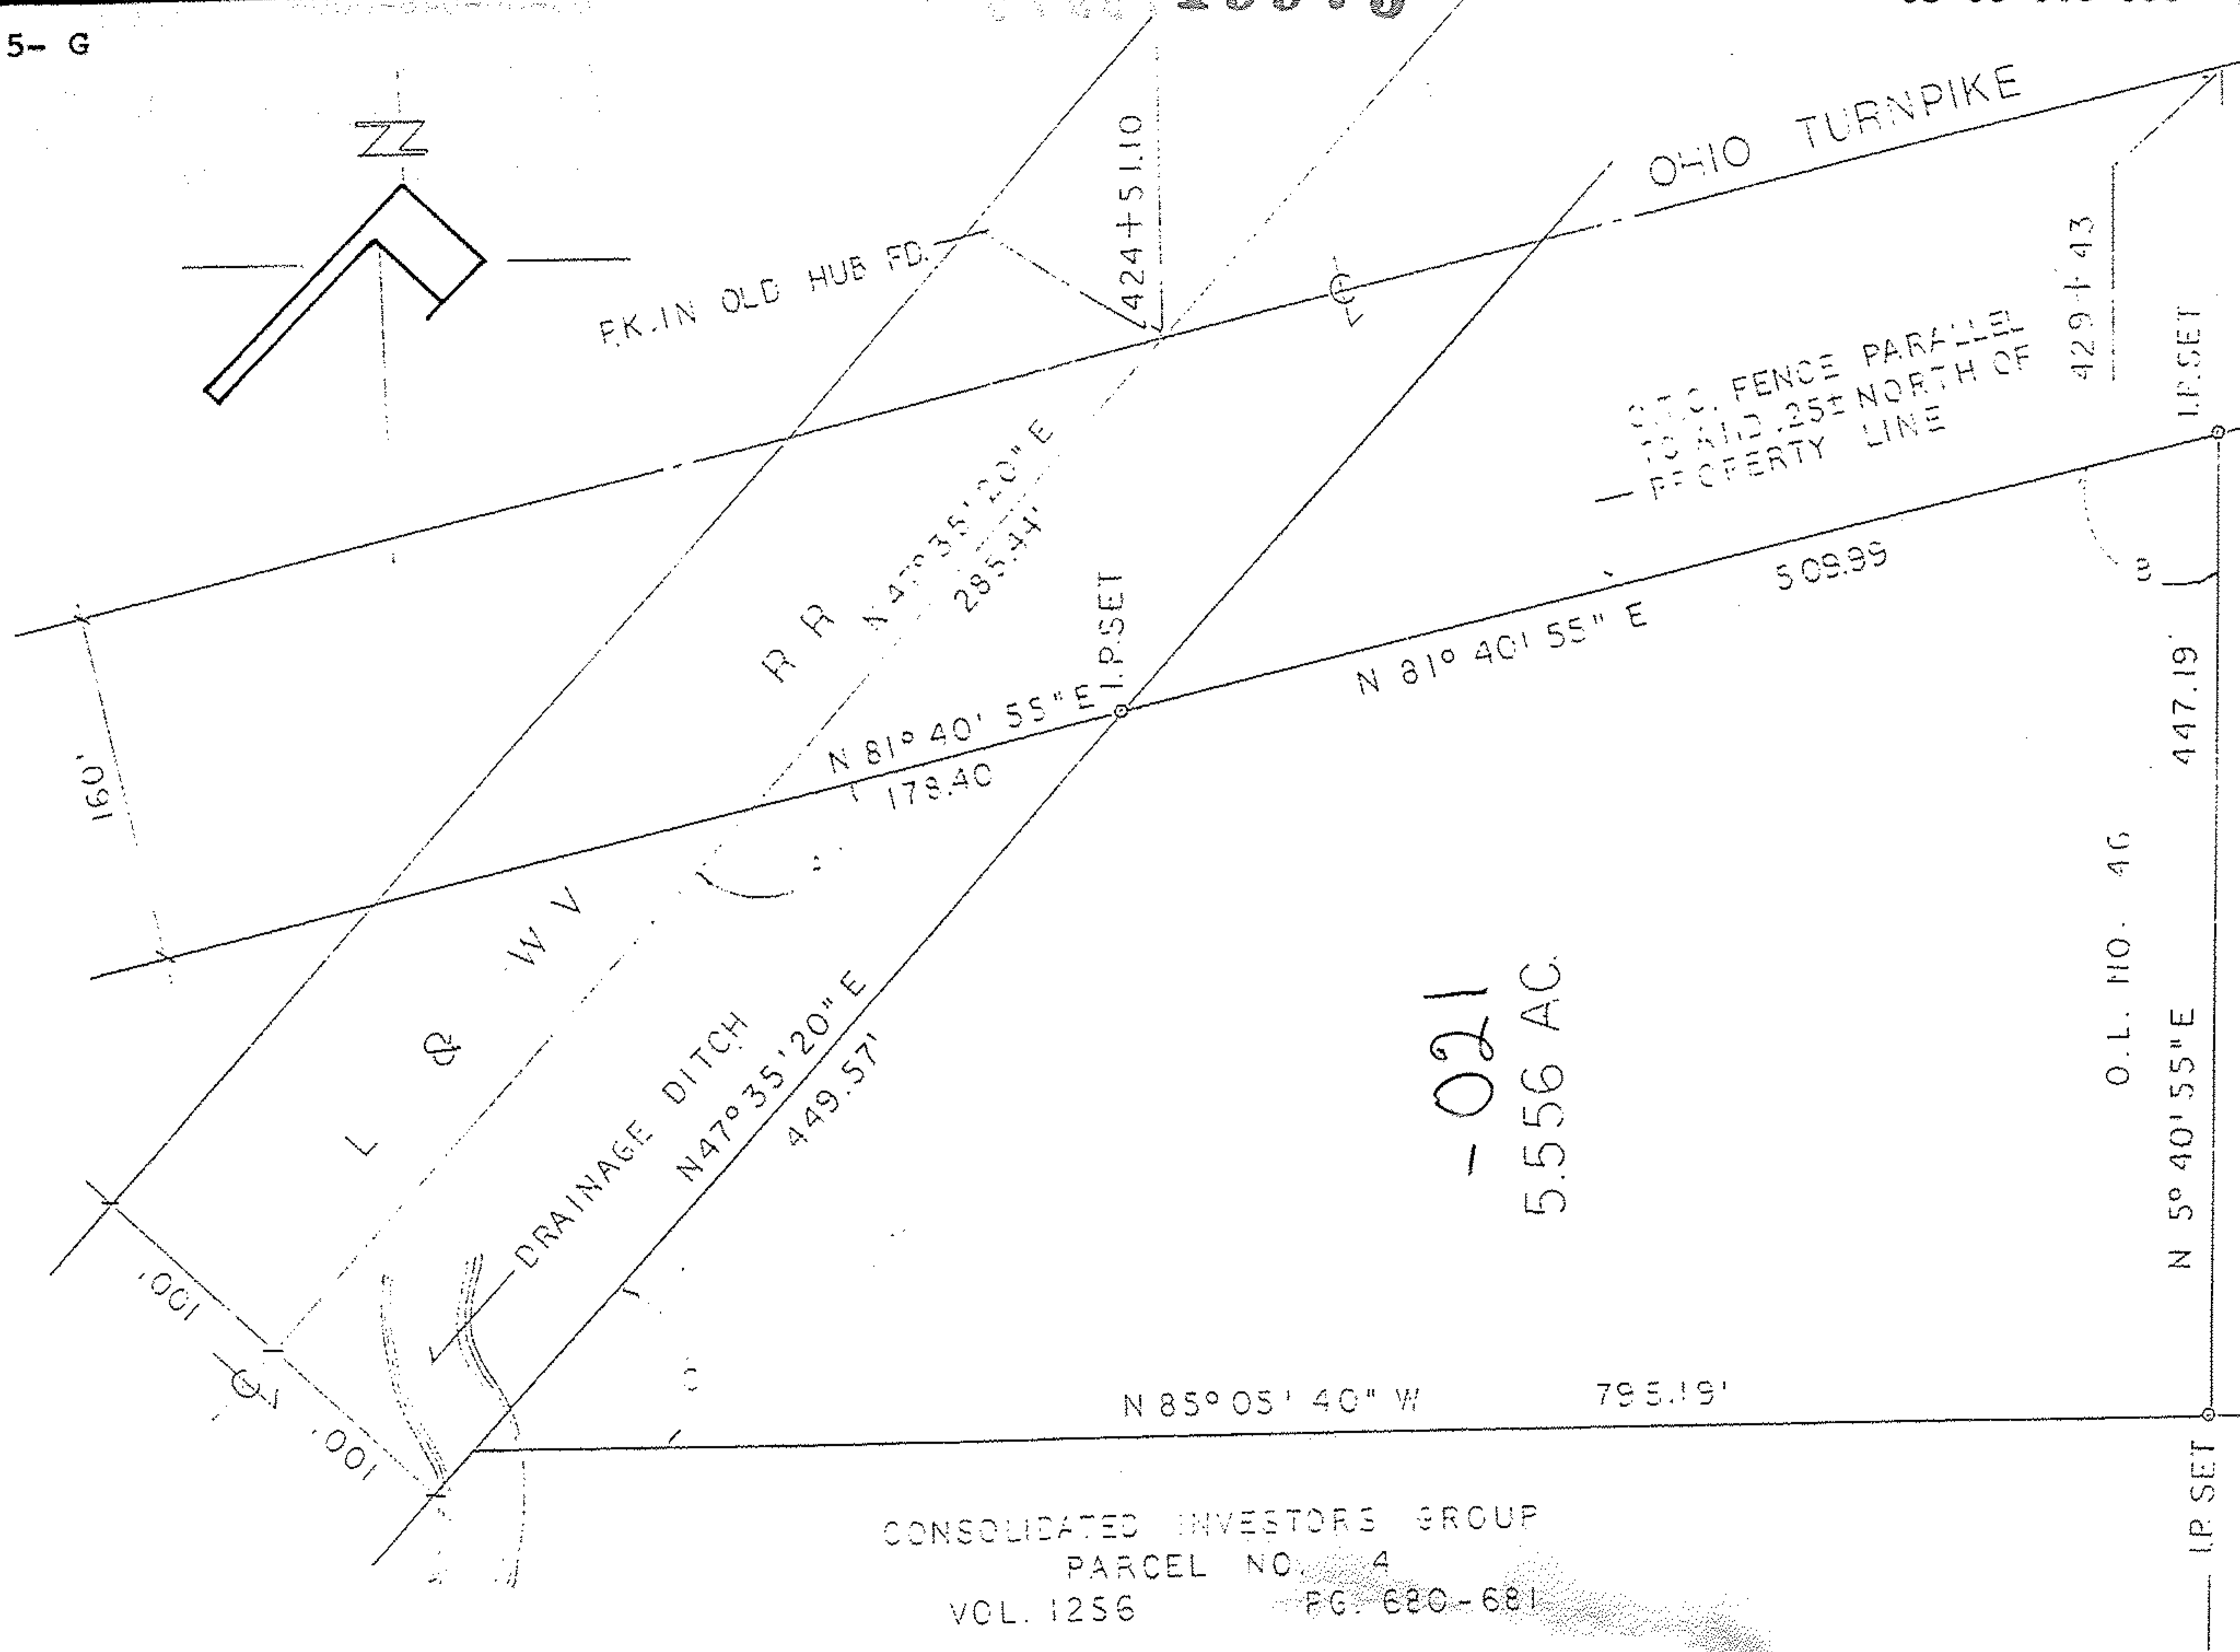 5- G
N
P.K. IN OLD HUB FD.
424+51.10
OHIO TURNPIKE
429+43
I.P. SET
FENCE PARALLEL
TO AND .25± NORTH OF
PROPERTY LINE
N 47° 35' 20" E
285.44'
R R
I.P. SET
N 81° 40' 55" E
509.99
B
447.19'
N 81° 40' 55" E
178.40
160'
L & W V
DRAINAGE DITCH
N 47° 35' 20" E
449.57'
-021
5.556 AC.
O.L. NO. 46
N 5° 40' 55" E
100'
100'
C
N 85° 05' 40" W 795.19'
I.P. SET
CONSOLIDATED INVESTORS GROUP
PARCEL NO. 4
VOL. 1256 PG. 680-681